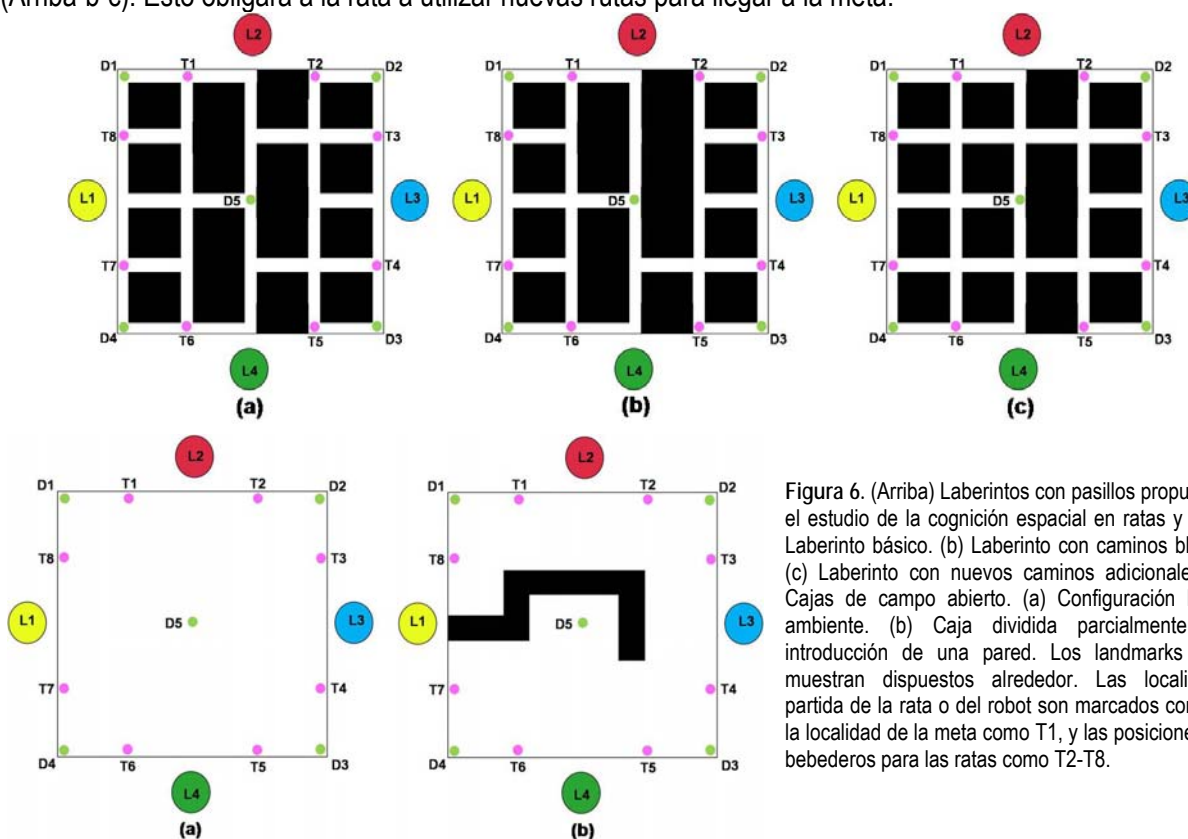 (Arriba b-c). Esto obligará a la rata a utilizar nuevas rutas para llegar a la meta.
L2 L2 L2
D1 T1 T2 D2 D1 T1 T2 D2 D1 T1 T2 D2
T8 T3 T8 T3 T8 T3
L1 D5 L3 L1 D5 L3 L1 D5 L3
T7 T4 T7 T4 T7 T4
D4 T6 T5 D3 D4 T6 T5 D3 D4 T6 T5 D3
L4 L4 L4
(a) (b) (c)
L2 L2
D1 T1 T2 D2 D1 T1 T2 D2
T8 T3 T8 T3
L1 D5 L3 L1 D5 L3
T7 T4 T7 T4
D4 T6 T5 D3 D4 T6 T5 D3
L4 L4
(a) (b)
Figura 6. (Arriba) Laberintos con pasillos propu
el estudio de la cognición espacial en ratas y
Laberinto básico. (b) Laberinto con caminos bl
(c) Laberinto con nuevos caminos adicionale
Cajas de campo abierto. (a) Configuración
ambiente. (b) Caja dividida parcialmente
introducción de una pared. Los landmarks
muestran dispuestos alrededor. Las locali
partida de la rata o del robot son marcados
la localidad de la meta como T1, y las posicione
bebederos para las ratas como T2-T8.